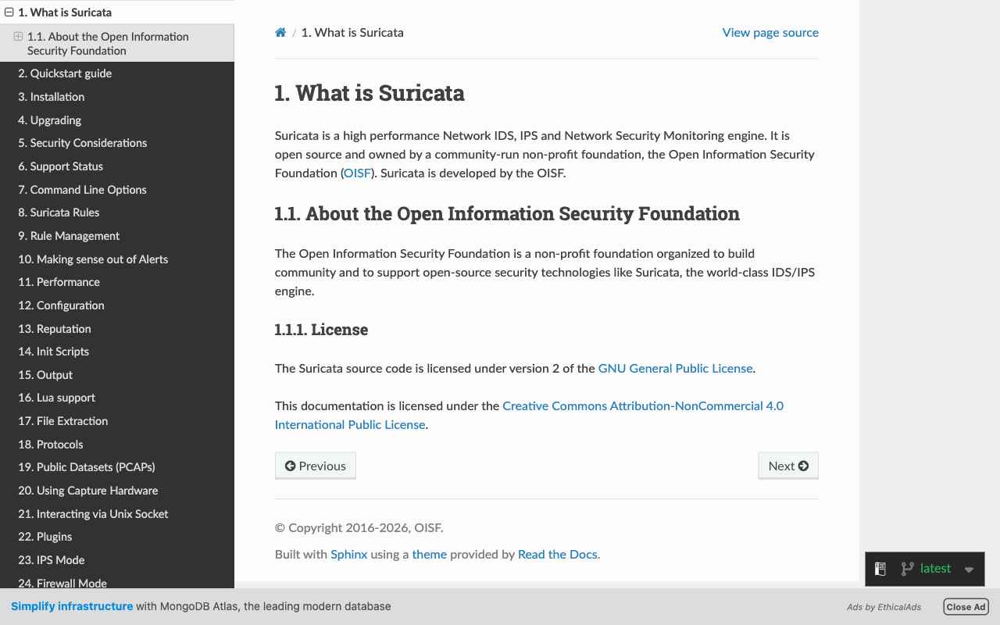 1. What is Suricata
1.1. About the Open Information
Security Foundation
2. Quickstart guide
3. Installation
4. Upgrading
5. Security Considerations
6. Support Status
7. Command Line Options
8. Suricata Rules
9. Rule Management
10. Making sense out of Alerts
11. Performance
12. Configuration
13. Reputation
14. Init Scripts
15. Output
16. Lua support
17. File Extraction
18. Protocols
19. Public Datasets (PCAPs)
20. Using Capture Hardware
21. Interacting via Unix Socket
22. Plugins
23. IPS Mode
24. Firewall Mode
/ 1. What is Suricata
View page source
1. What is Suricata
Suricata is a high performance Network IDS, IPS and Network Security Monitoring engine. It is
open source and owned by a community-run non-profit foundation, the Open Information Security
Foundation (OISF). Suricata is developed by the OISF.
1.1. About the Open Information Security Foundation
The Open Information Security Foundation is a non-profit foundation organized to build
community and to support open-source security technologies like Suricata, the world-class IDS/IPS
engine.
1.1.1. License
The Suricata source code is licensed under version 2 of the GNU General Public License.
This documentation is licensed under the Creative Commons Attribution-NonCommercial 4.0
International Public License.
Previous
Next
© Copyright 2016-2026, OISF.
Built with Sphinx using a theme provided by Read the Docs.
latest
Simplify infrastructure with MongoDB Atlas, the leading modern database
Ads by EthicalAds
Close Ad